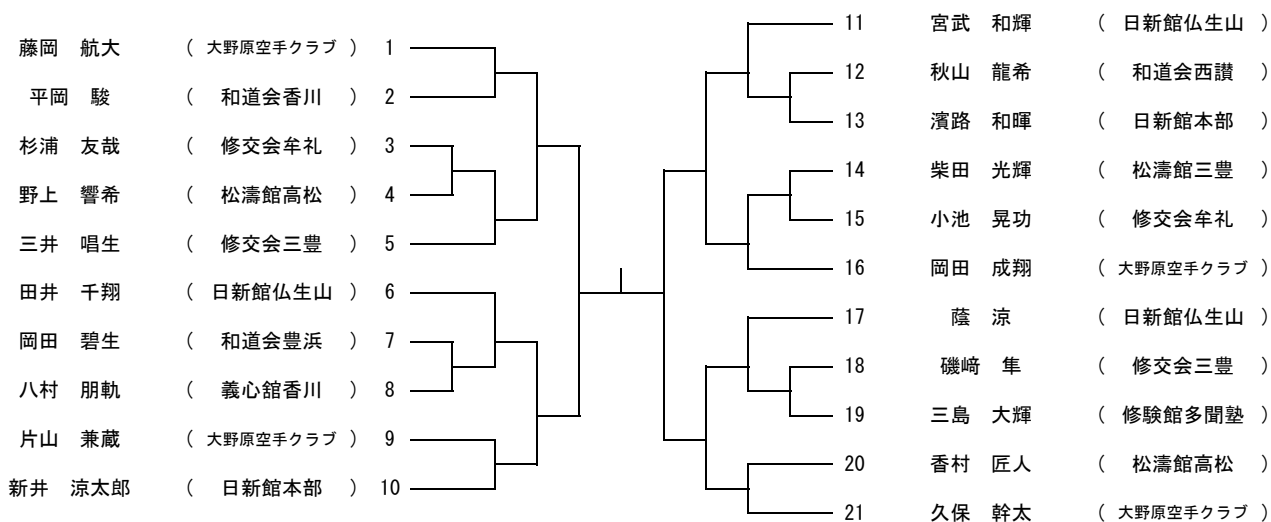 藤岡　航大　（ 大野原空手クラブ ）　1
平岡　駿　（ 和道会香川 ）　2
杉浦　友哉　（ 修交会牟礼 ）　3
野上　響希　（ 松濤館高松 ）　4
三井　唱生　（ 修交会三豊 ）　5
田井　千翔　（ 日新館仏生山 ）　6
岡田　碧生　（ 和道会豊浜 ）　7
八村　朋軌　（ 義心舘香川 ）　8
片山　兼蔵　（ 大野原空手クラブ ）　9
新井　涼太郎　（ 日新館本部 ）　10
11　宮武　和輝　（ 日新館仏生山 ）
12　秋山　龍希　（ 和道会西讃 ）
13　濱路　和暉　（ 日新館本部 ）
14　柴田　光輝　（ 松濤館三豊 ）
15　小池　晃功　（ 修交会牟礼 ）
16　岡田　成翔　（ 大野原空手クラブ ）
17　蔭　涼　（ 日新館仏生山 ）
18　磯﨑　隼　（ 修交会三豊 ）
19　三島　大輝　（ 修験館多聞塾 ）
20　香村　匠人　（ 松濤館高松 ）
21　久保　幹太　（ 大野原空手クラブ ）